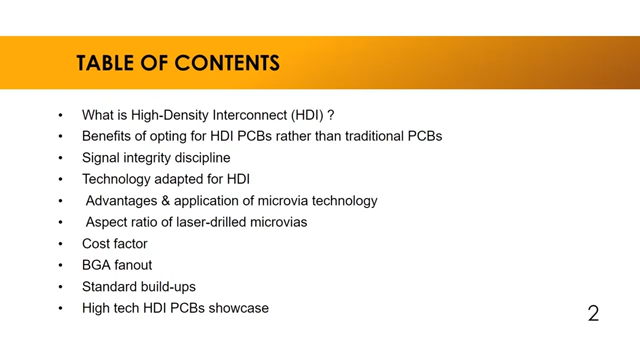 TABLE OF CONTENTS
• What is High-Density Interconnect (HDI) ?
• Benefits of opting for HDI PCBs rather than traditional PCBs
• Signal integrity discipline
• Technology adapted for HDI
• Advantages & application of microvia technology
• Aspect ratio of laser-drilled microvias
• Cost factor
• BGA fanout
• Standard build-ups
• High tech HDI PCBs showcase
2